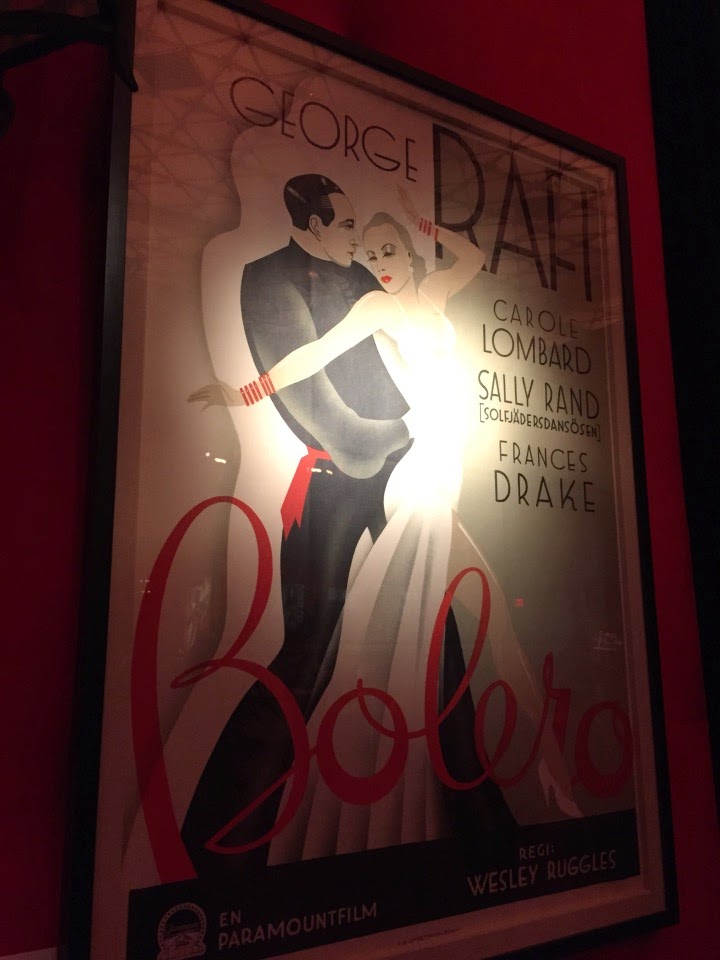 GEORGE
RAFT
CAROLE
LOMBARD
SALLY RAND
[SOLFJÄDERSDANSÖSEN]
FRANCES
DRAKE
Bolero
REGI:
WESLEY RUGGLES
EN
PARAMOUNTFILM